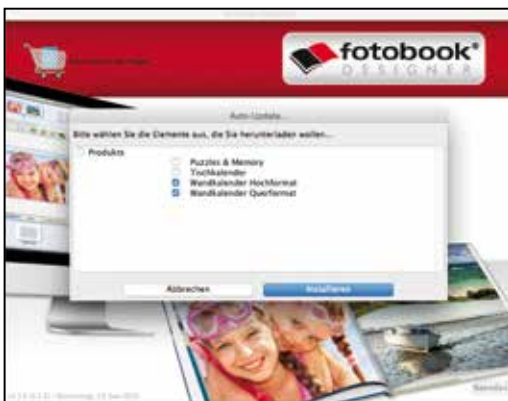 fotobook®
DESIGNER
Auto-Update...
Bitte wählen Sie die Elemente aus, die Sie herunterladen wollen...
Produkte
Puzzles & Memory
Tischkalender
Wandkalender Hochformat
Wandkalender Querformat
Abbrechen
Installieren